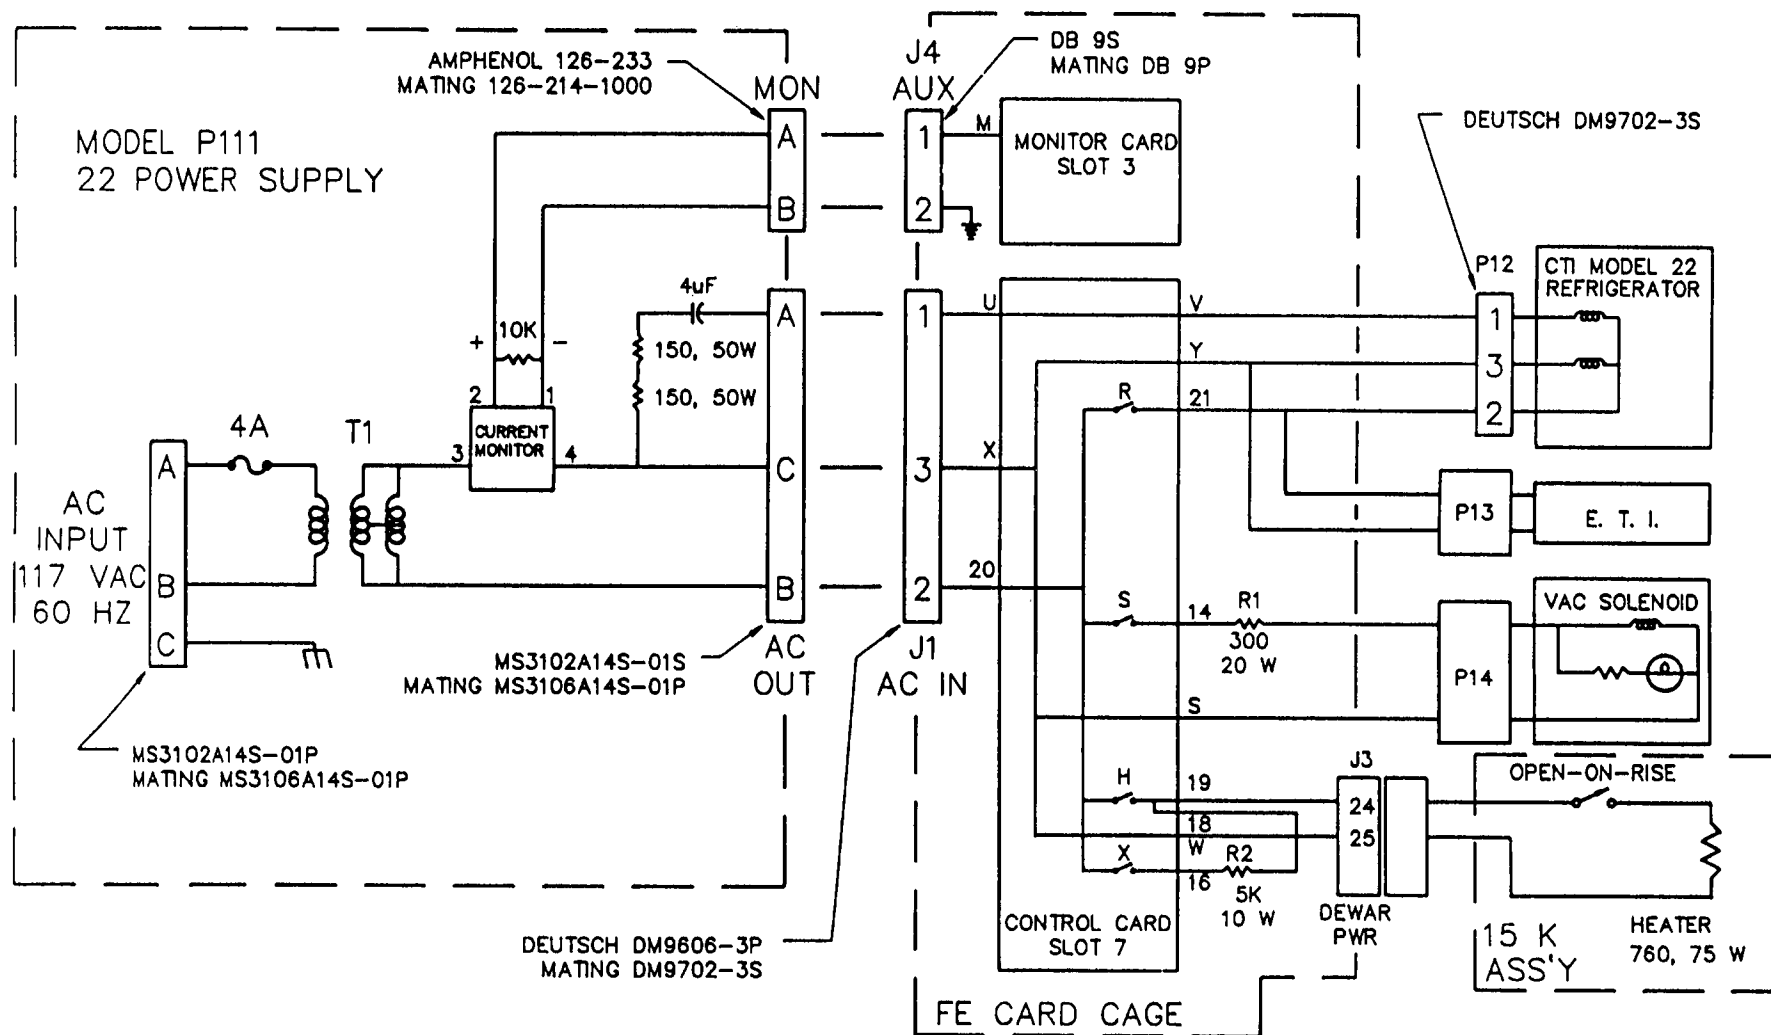 AMPHENOL 126-233
MATING 126-214-1000
MON
J4
AUX
DB 9S
MATING DB 9P
MODEL P111
22 POWER SUPPLY
A
B
1
2
M
MONITOR CARD
SLOT 3
DEUTSCH DM9702-3S
P12
CTI MODEL 22
REFRIGERATOR
1
3
2
4uF
150, 50W
150, 50W
+
10K
-
2
1
CURRENT
MONITOR
3
4
4A
T1
AC
INPUT
117 VAC
60 HZ
A
B
C
A
C
B
AC
OUT
1
3
2
J1
AC IN
U
X
20
V
Y
R
21
S
14
R1
300
20 W
S
H
19
18
W
X
16
R2
5K
10 W
CONTROL CARD
SLOT 7
P13
E. T. I.
P14
VAC SOLENOID
J3
24
25
DEWAR
PWR
OPEN-ON-RISE
15 K
ASS'Y
HEATER
760, 75 W
MS3102A14S-01S
MATING MS3106A14S-01P
MS3102A14S-01P
MATING MS3106A14S-01P
DEUTSCH DM9606-3P
MATING DM9702-3S
FE CARD CAGE